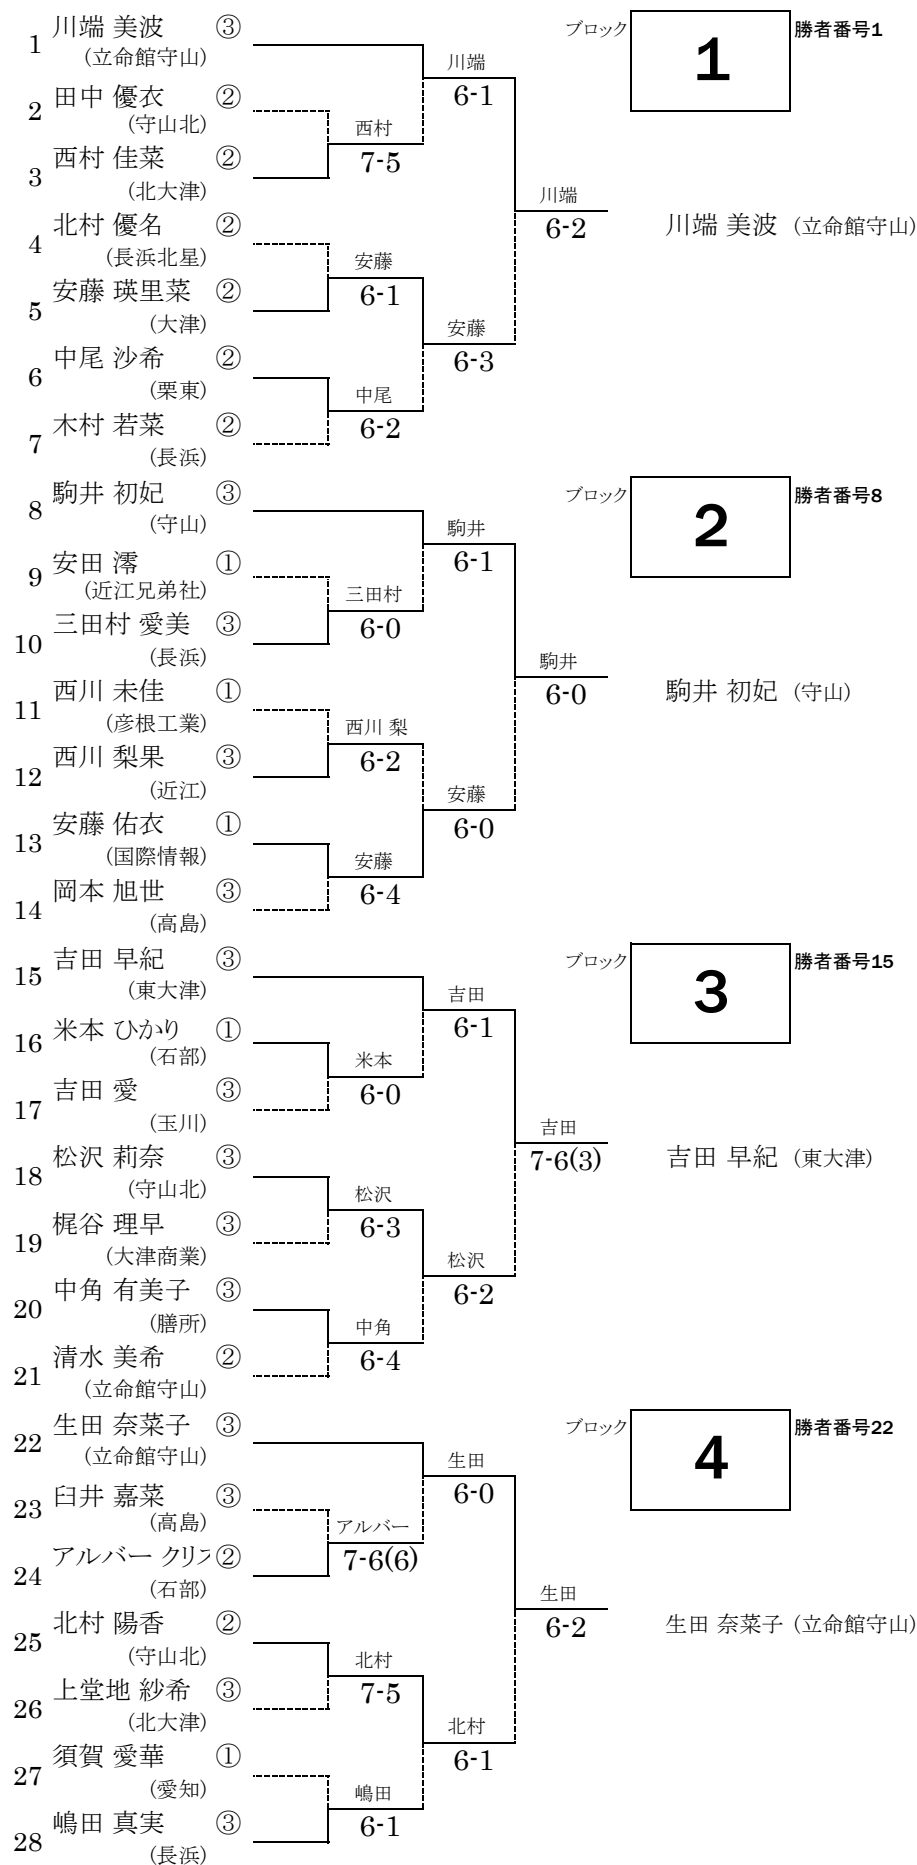 川端 美波 ③
1
(立命館守山)
田中 優衣 ②
2
(守山北)
西村 佳菜 ②
3
(北大津)
北村 優名 ②
4
(長浜北星)
安藤 瑛里菜 ②
5
(大津)
中尾 沙希 ②
6
(栗東)
木村 若菜 ②
7
(長浜)
西村
7-5
安藤
6-1
中尾
6-2
川端
6-1
安藤
6-3
川端
6-2
ブロック
1
勝者番号1
川端 美波 (立命館守山)
駒井 初妃 ③
8
(守山)
安田 澪 ①
9
(近江兄弟社)
三田村 愛美 ③
10
(長浜)
西川 未佳 ①
11
(彦根工業)
西川 梨果 ③
12
(近江)
安藤 佑衣 ①
13
(国際情報)
岡本 旭世 ③
14
(高島)
三田村
6-0
西川 梨
6-2
安藤
6-4
駒井
6-1
安藤
6-0
駒井
6-0
ブロック
2
勝者番号8
駒井 初妃 (守山)
吉田 早紀 ③
15
(東大津)
米本 ひかり ①
16
(石部)
吉田 愛 ③
17
(玉川)
松沢 莉奈 ③
18
(守山北)
梶谷 理早 ③
19
(大津商業)
中角 有美子 ③
20
(膳所)
清水 美希 ②
21
(立命館守山)
米本
6-0
松沢
6-3
中角
6-4
吉田
6-1
松沢
6-2
吉田
7-6(3)
ブロック
3
勝者番号15
吉田 早紀 (東大津)
生田 奈菜子 ③
22
(立命館守山)
臼井 嘉菜 ③
23
(高島)
アルバー クリス ②
24
(石部)
北村 陽香 ②
25
(守山北)
上堂地 紗希 ③
26
(北大津)
須賀 愛華 ①
27
(愛知)
嶋田 真実 ③
28
(長浜)
アルバー
7-6(6)
北村
7-5
嶋田
6-1
生田
6-0
北村
6-1
生田
6-2
ブロック
4
勝者番号22
生田 奈菜子 (立命館守山)